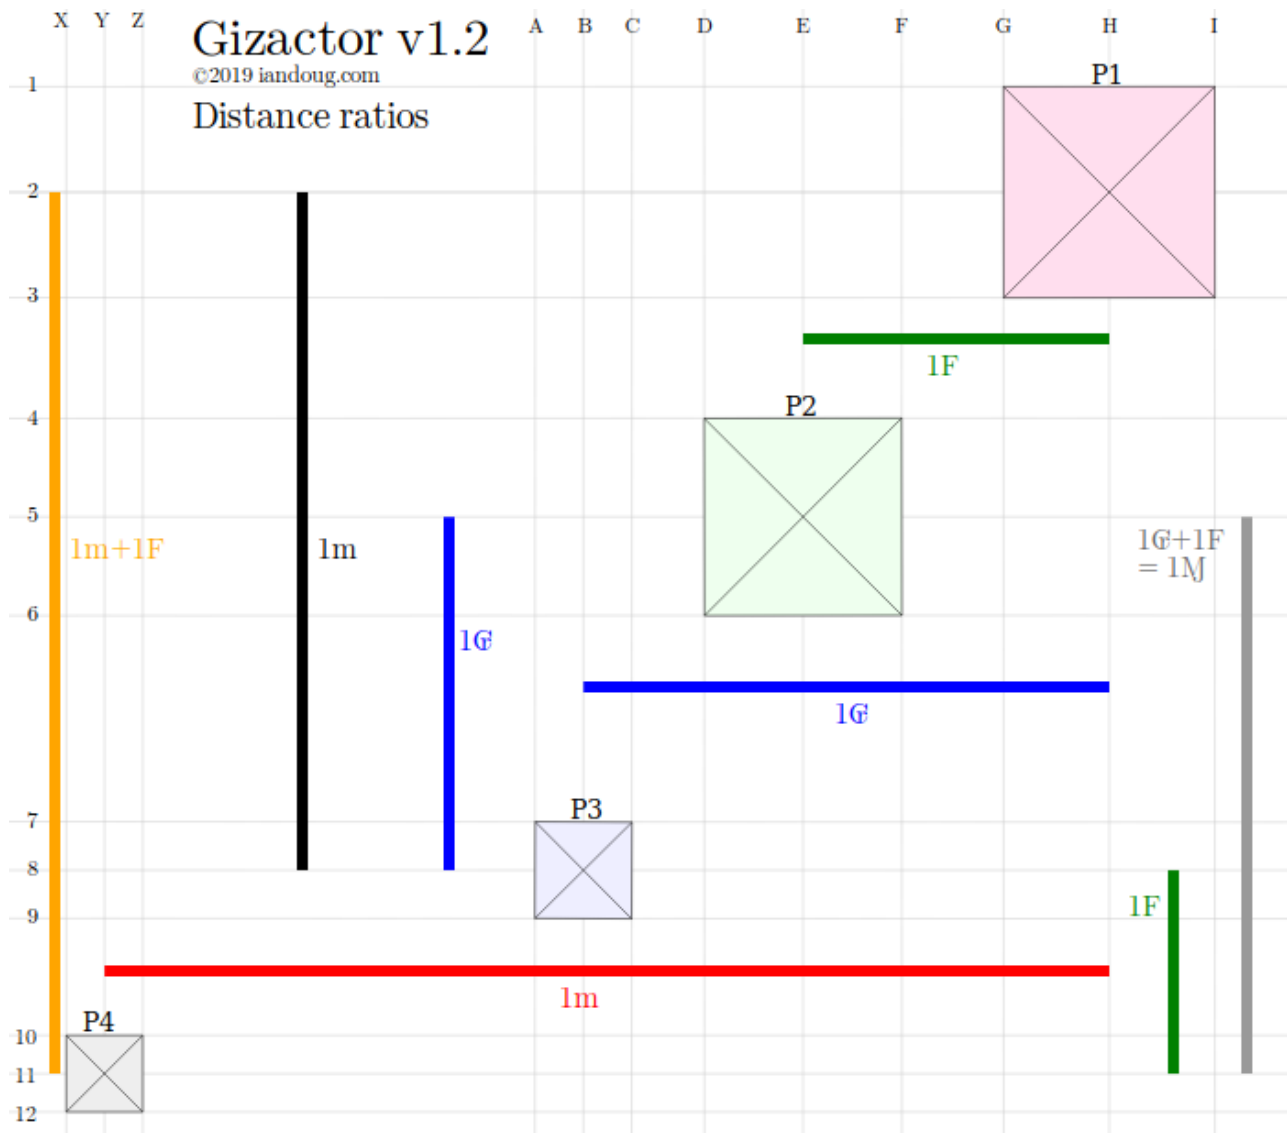 X Y Z A B C D E F G H I
Gizactor v1.2
©2019 iandoug.com
Distance ratios
1
P1
2
3
1F
4
P2
5
1m+1F
1m
1G+1F
= 1M
6
1G
1G
7
P3
8
9
1F
1m
10
P4
11
12